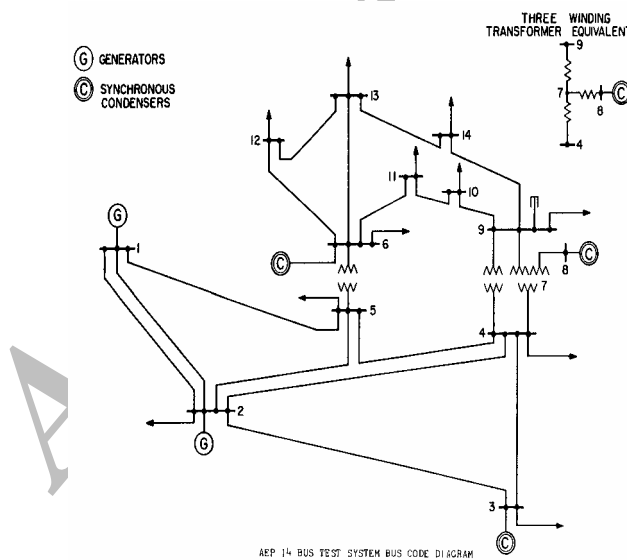 THREE WINDING
TRANSFORMER EQUIVALENT
9
7
C
8
4
G GENERATORS
C SYNCHRONOUS
CONDENSERS
13
14
12
11
10
9
G
1
C
6
8
C
7
5
4
2
G
3
C
AEP 14 BUS TEST SYSTEM BUS CODE DIAGRAM